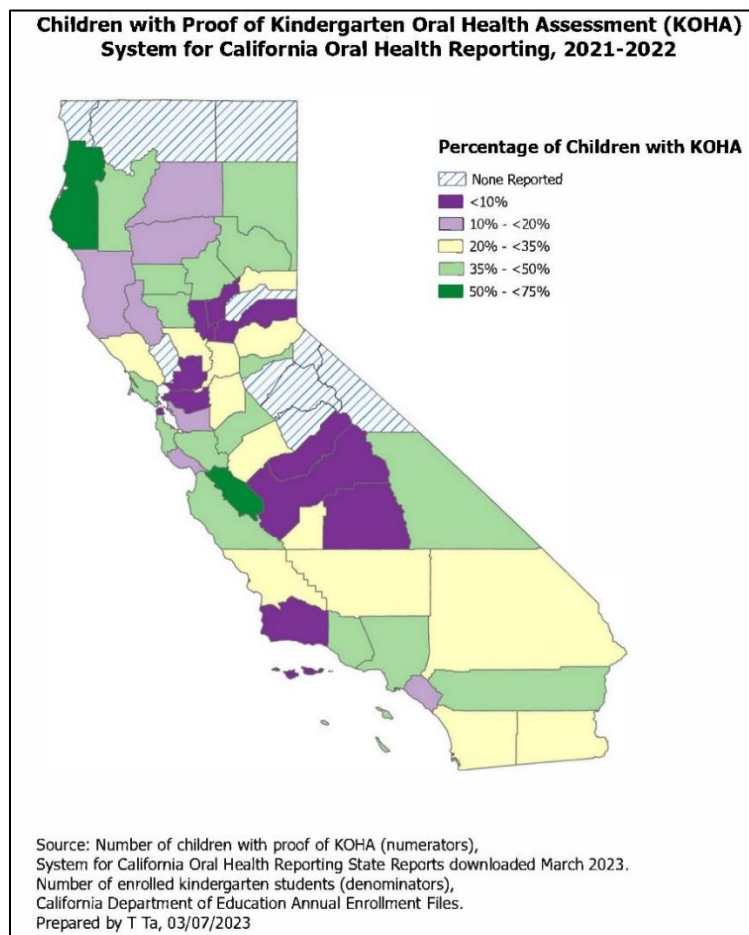 Children with Proof of Kindergarten Oral Health Assessment (KOHA)
System for California Oral Health Reporting, 2021-2022
Percentage of Children with KOHA
None Reported
<10%
10% - <20%
20% - <35%
35% - <50%
50% - <75%
Source: Number of children with proof of KOHA (numerators),
System for California Oral Health Reporting State Reports downloaded March 2023.
Number of enrolled kindergarten students (denominators),
California Department of Education Annual Enrollment Files.
Prepared by T Ta, 03/07/2023